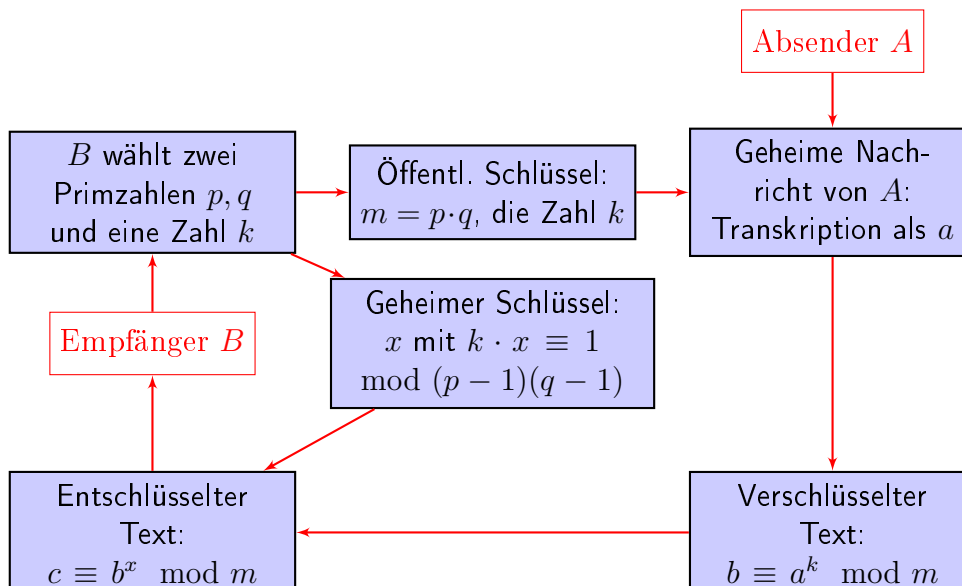 Absender A
B wählt zwei
Primzahlen p, q
und eine Zahl k
Öffentl. Schlüssel:
m = p·q, die Zahl k
Geheime Nach-
richt von A:
Transkription als a
Geheimer Schlüssel:
x mit k · x ≡ 1
mod (p − 1)(q − 1)
Empfänger B
Entschlüsselter
Text:
c ≡ b^x mod m
Verschlüsselter
Text:
b ≡ a^k mod m